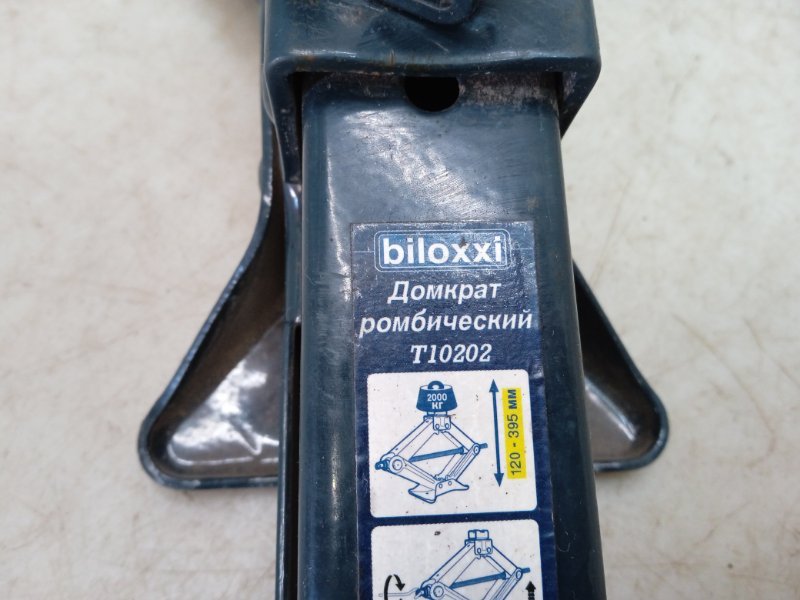 biloxxi
Домкрат
ромбический
T10202
2000
КГ
120 - 395 мм